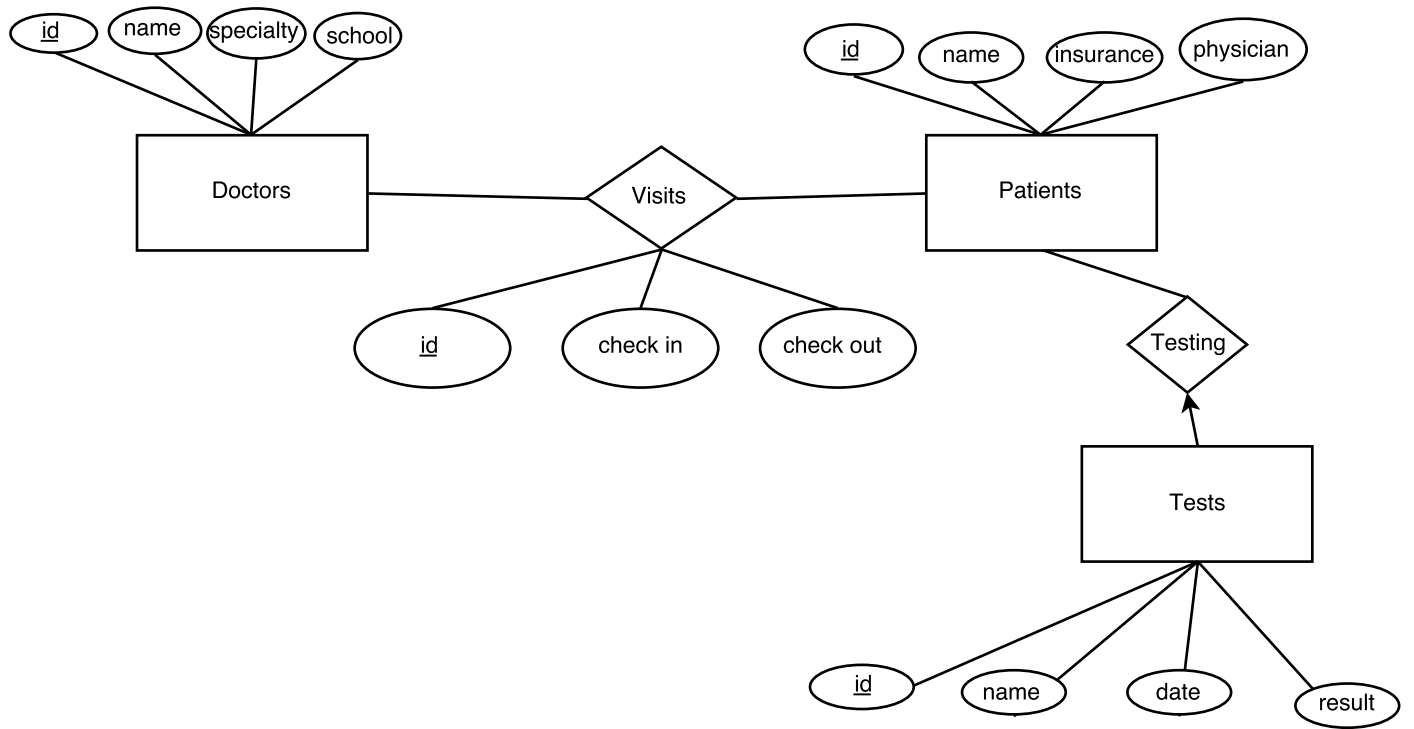 id
name
specialty
school
id
name
insurance
physician
Doctors
Visits
Patients
id
check in
check out
Testing
Tests
id
name
date
result